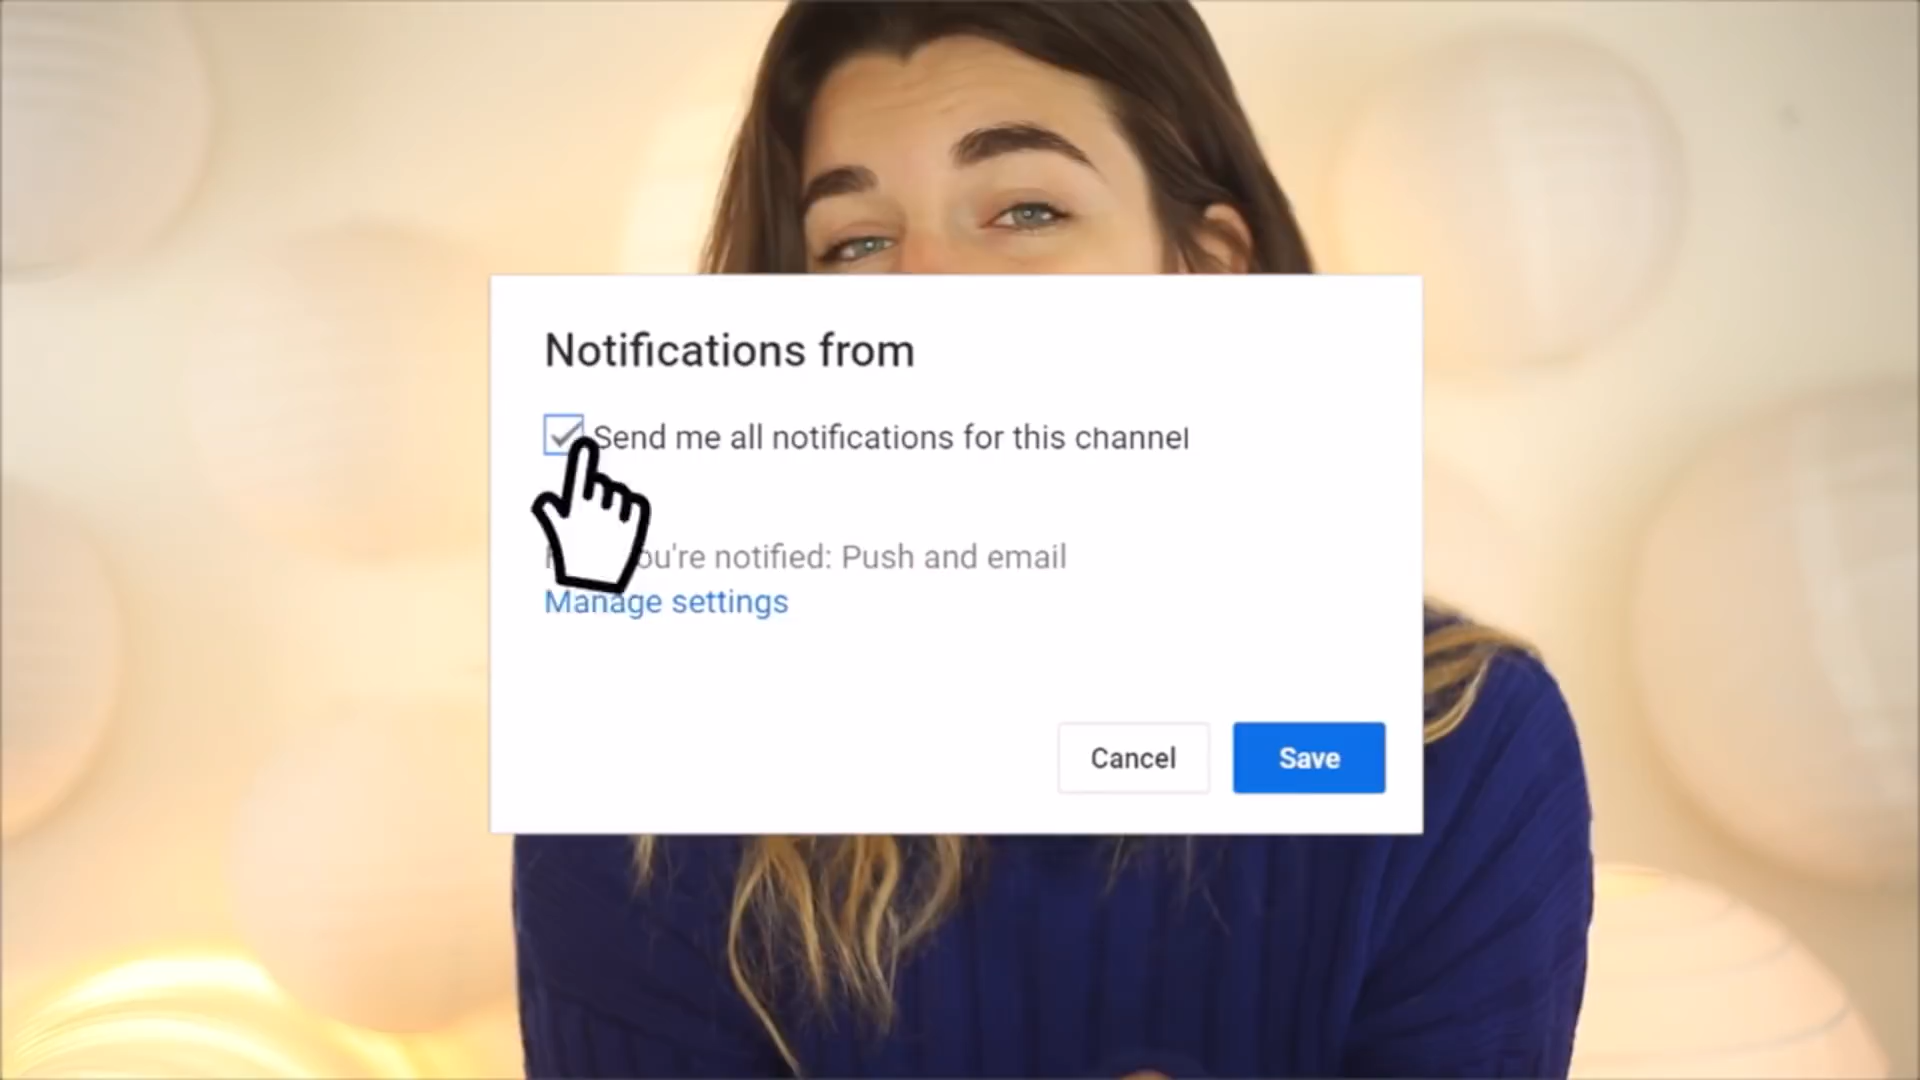 Notifications from
Send me all notifications for this channel
ou're notified: Push and email
Manage settings
Cancel
Save